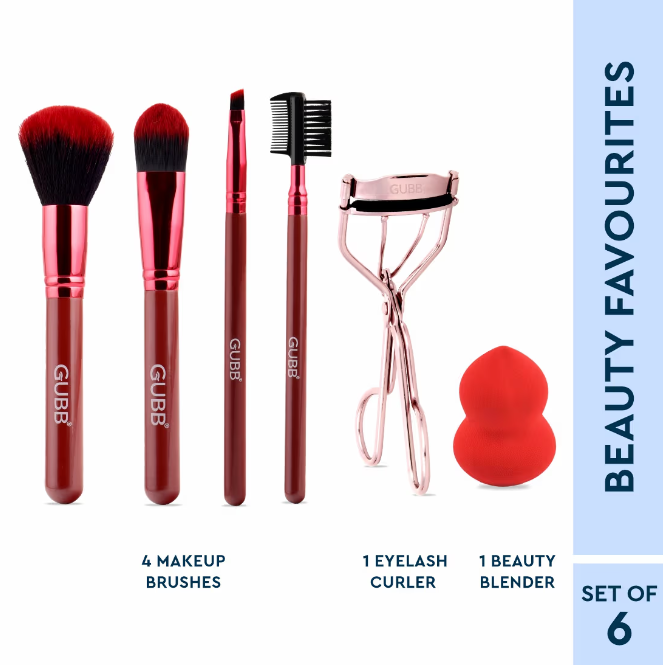 GUBB®
GUBB®
GUBB®
GUBB®
GUBB
4 MAKEUP
BRUSHES
1 EYELASH
CURLER
1 BEAUTY
BLENDER
BEAUTY FAVOURITES
SET OF
6